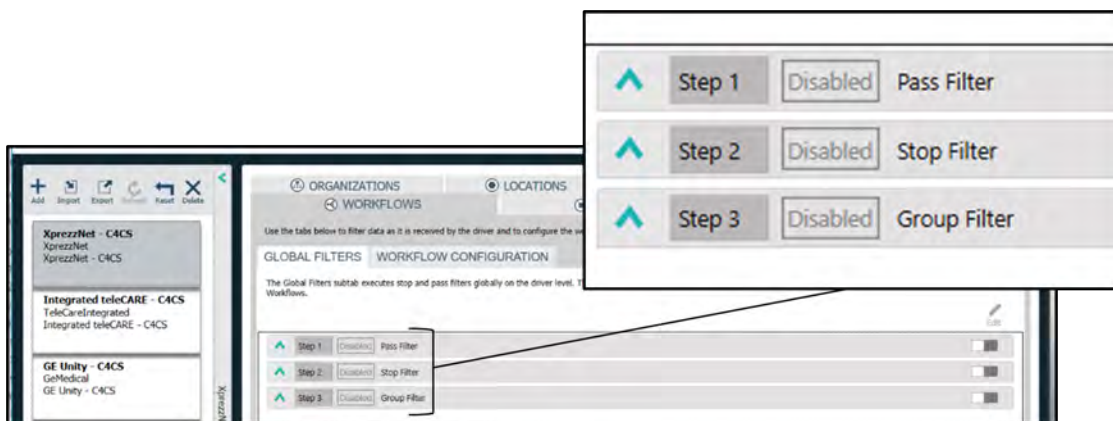 Step 1 Disabled Pass Filter
Step 2 Disabled Stop Filter
Step 3 Disabled Group Filter
Add Import Export Refresh Reset Delete
XprezzNet - C4CS
XprezzNet
XprezzNet - C4CS
Integrated teleCARE - C4CS
TeleCareIntegrated
Integrated teleCARE - C4CS
GE Unity - C4CS
GeMedical
GE Unity - C4CS
ORGANIZATIONS LOCATIONS
WORKFLOWS
Use the tabs below to filter data as it is received by the driver and to configure the
GLOBAL FILTERS WORKFLOW CONFIGURATION
The Global Filters subtab executes stop and pass filters globally on the driver level.
Workflows.
Edit
Step 1 Disabled Pass Filter
Step 2 Disabled Stop Filter
Step 3 Disabled Group Filter